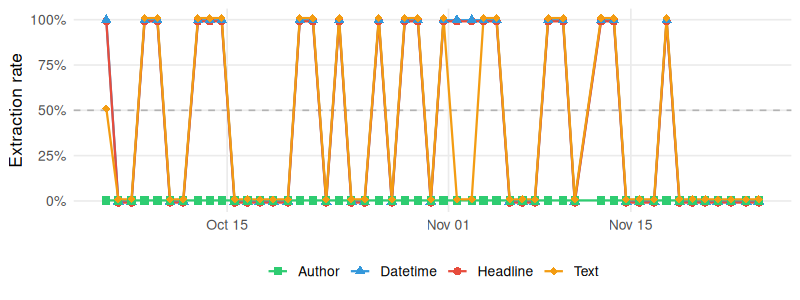 100%
75%
50%
25%
0%
Extraction rate
Oct 15
Nov 01
Nov 15
Author
Datetime
Headline
Text